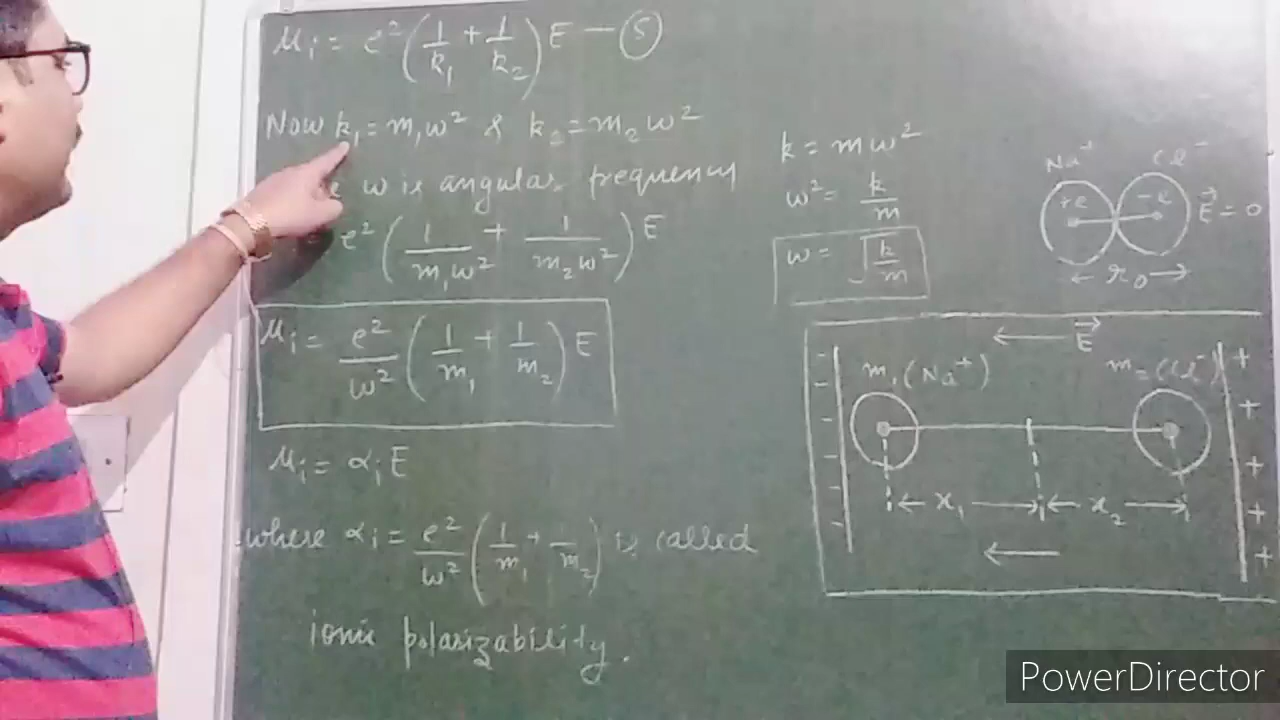 μi = e² (1/k₁ + 1/k₂) E — ⑤
Now k₁ = m₁ω² & k₂ = m₂ω²
ω is angular frequency
e² (1/m₁ω² + 1/m₂ω²) E
μi = e²/ω² (1/m₁ + 1/m₂) E
μi = αi E
where αi = e²/ω² (1/m₁ + 1/m₂) is called
ionic polarizability.
k = mω²
ω² = k/m
ω = √k/m
Na⁺ Cl⁻
+e -e E⃗ = 0
← r₀ →
← E⃗
m₁ (Na⁺) m₂ (Cl⁻)
- - - - - -
+ + + + +
← x₁ → ← x₂ →
←
PowerDirector